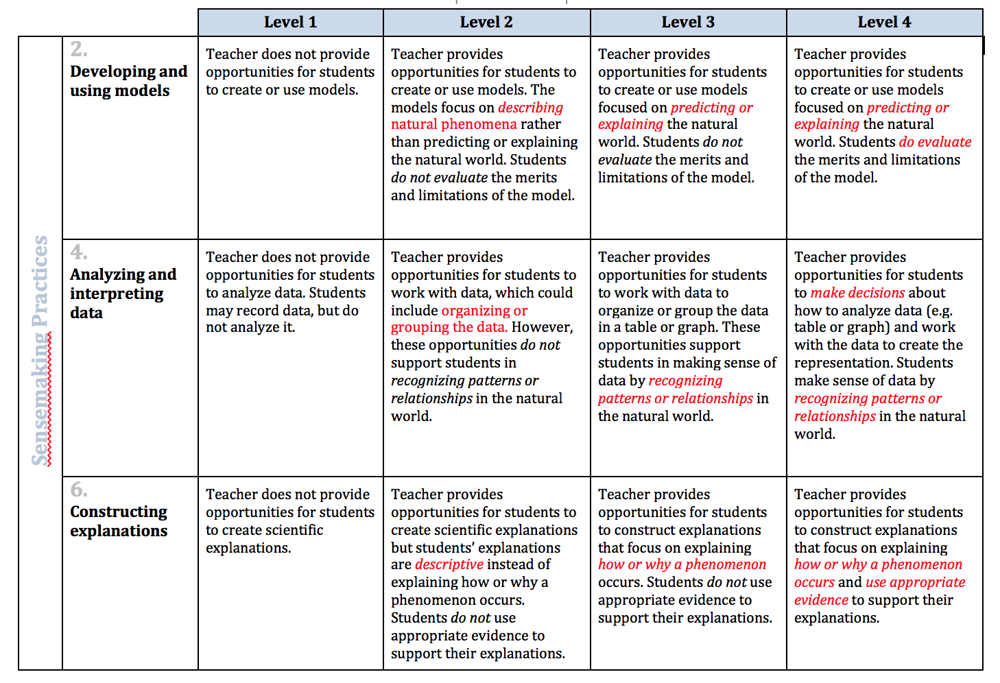 Level 1
Level 2
Level 3
Level 4
Sensemaking Practices
2.
Developing and
using models
Teacher does not provide
opportunities for students
to create or use models.
Teacher provides
opportunities for students to
create or use models. The
models focus on describing
natural phenomena rather
than predicting or explaining
the natural world. Students
do not evaluate the merits
and limitations of the model.
Teacher provides
opportunities for students
to create or use models
focused on predicting or
explaining the natural
world. Students do not
evaluate the merits and
limitations of the model.
Teacher provides
opportunities for students
to create or use models
focused on predicting or
explaining the natural
world. Students do evaluate
the merits and limitations
of the model.
4.
Analyzing and
interpreting
data
Teacher does not provide
opportunities for students
to analyze data. Students
may record data, but do
not analyze it.
Teacher provides
opportunities for students to
work with data, which could
include organizing or
grouping the data. However,
these opportunities do not
support students in
recognizing patterns or
relationships in the natural
world.
Teacher provides
opportunities for students
to work with data to
organize or group the data
in a table or graph. These
opportunities support
students in making sense of
data by recognizing
patterns or relationships in
the natural world.
Teacher provides
opportunities for students
to make decisions about
how to analyze data (e.g.
table or graph) and work
with the data to create the
representation. Students
make sense of data by
recognizing patterns or
relationships in the natural
world.
6.
Constructing
explanations
Teacher does not provide
opportunities for students
to create scientific
explanations.
Teacher provides
opportunities for students to
create scientific explanations
but students’ explanations
are descriptive instead of
explaining how or why a
phenomenon occurs.
Students do not use
appropriate evidence to
support their explanations.
Teacher provides
opportunities for students
to construct explanations
that focus on explaining
how or why a phenomenon
occurs. Students do not use
appropriate evidence to
support their explanations.
Teacher provides
opportunities for students
to construct explanations
that focus on explaining
how or why a phenomenon
occurs and use appropriate
evidence to support their
explanations.